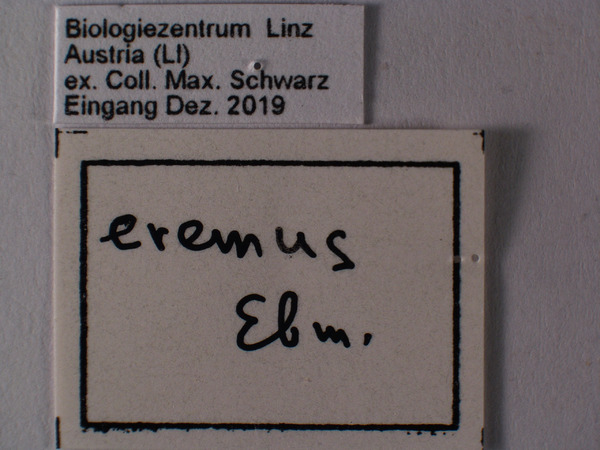 Biologiezentrum Linz
Austria (LI)
ex. Coll. Max. Schwarz
Eingang Dez. 2019
eremus
Ebm.